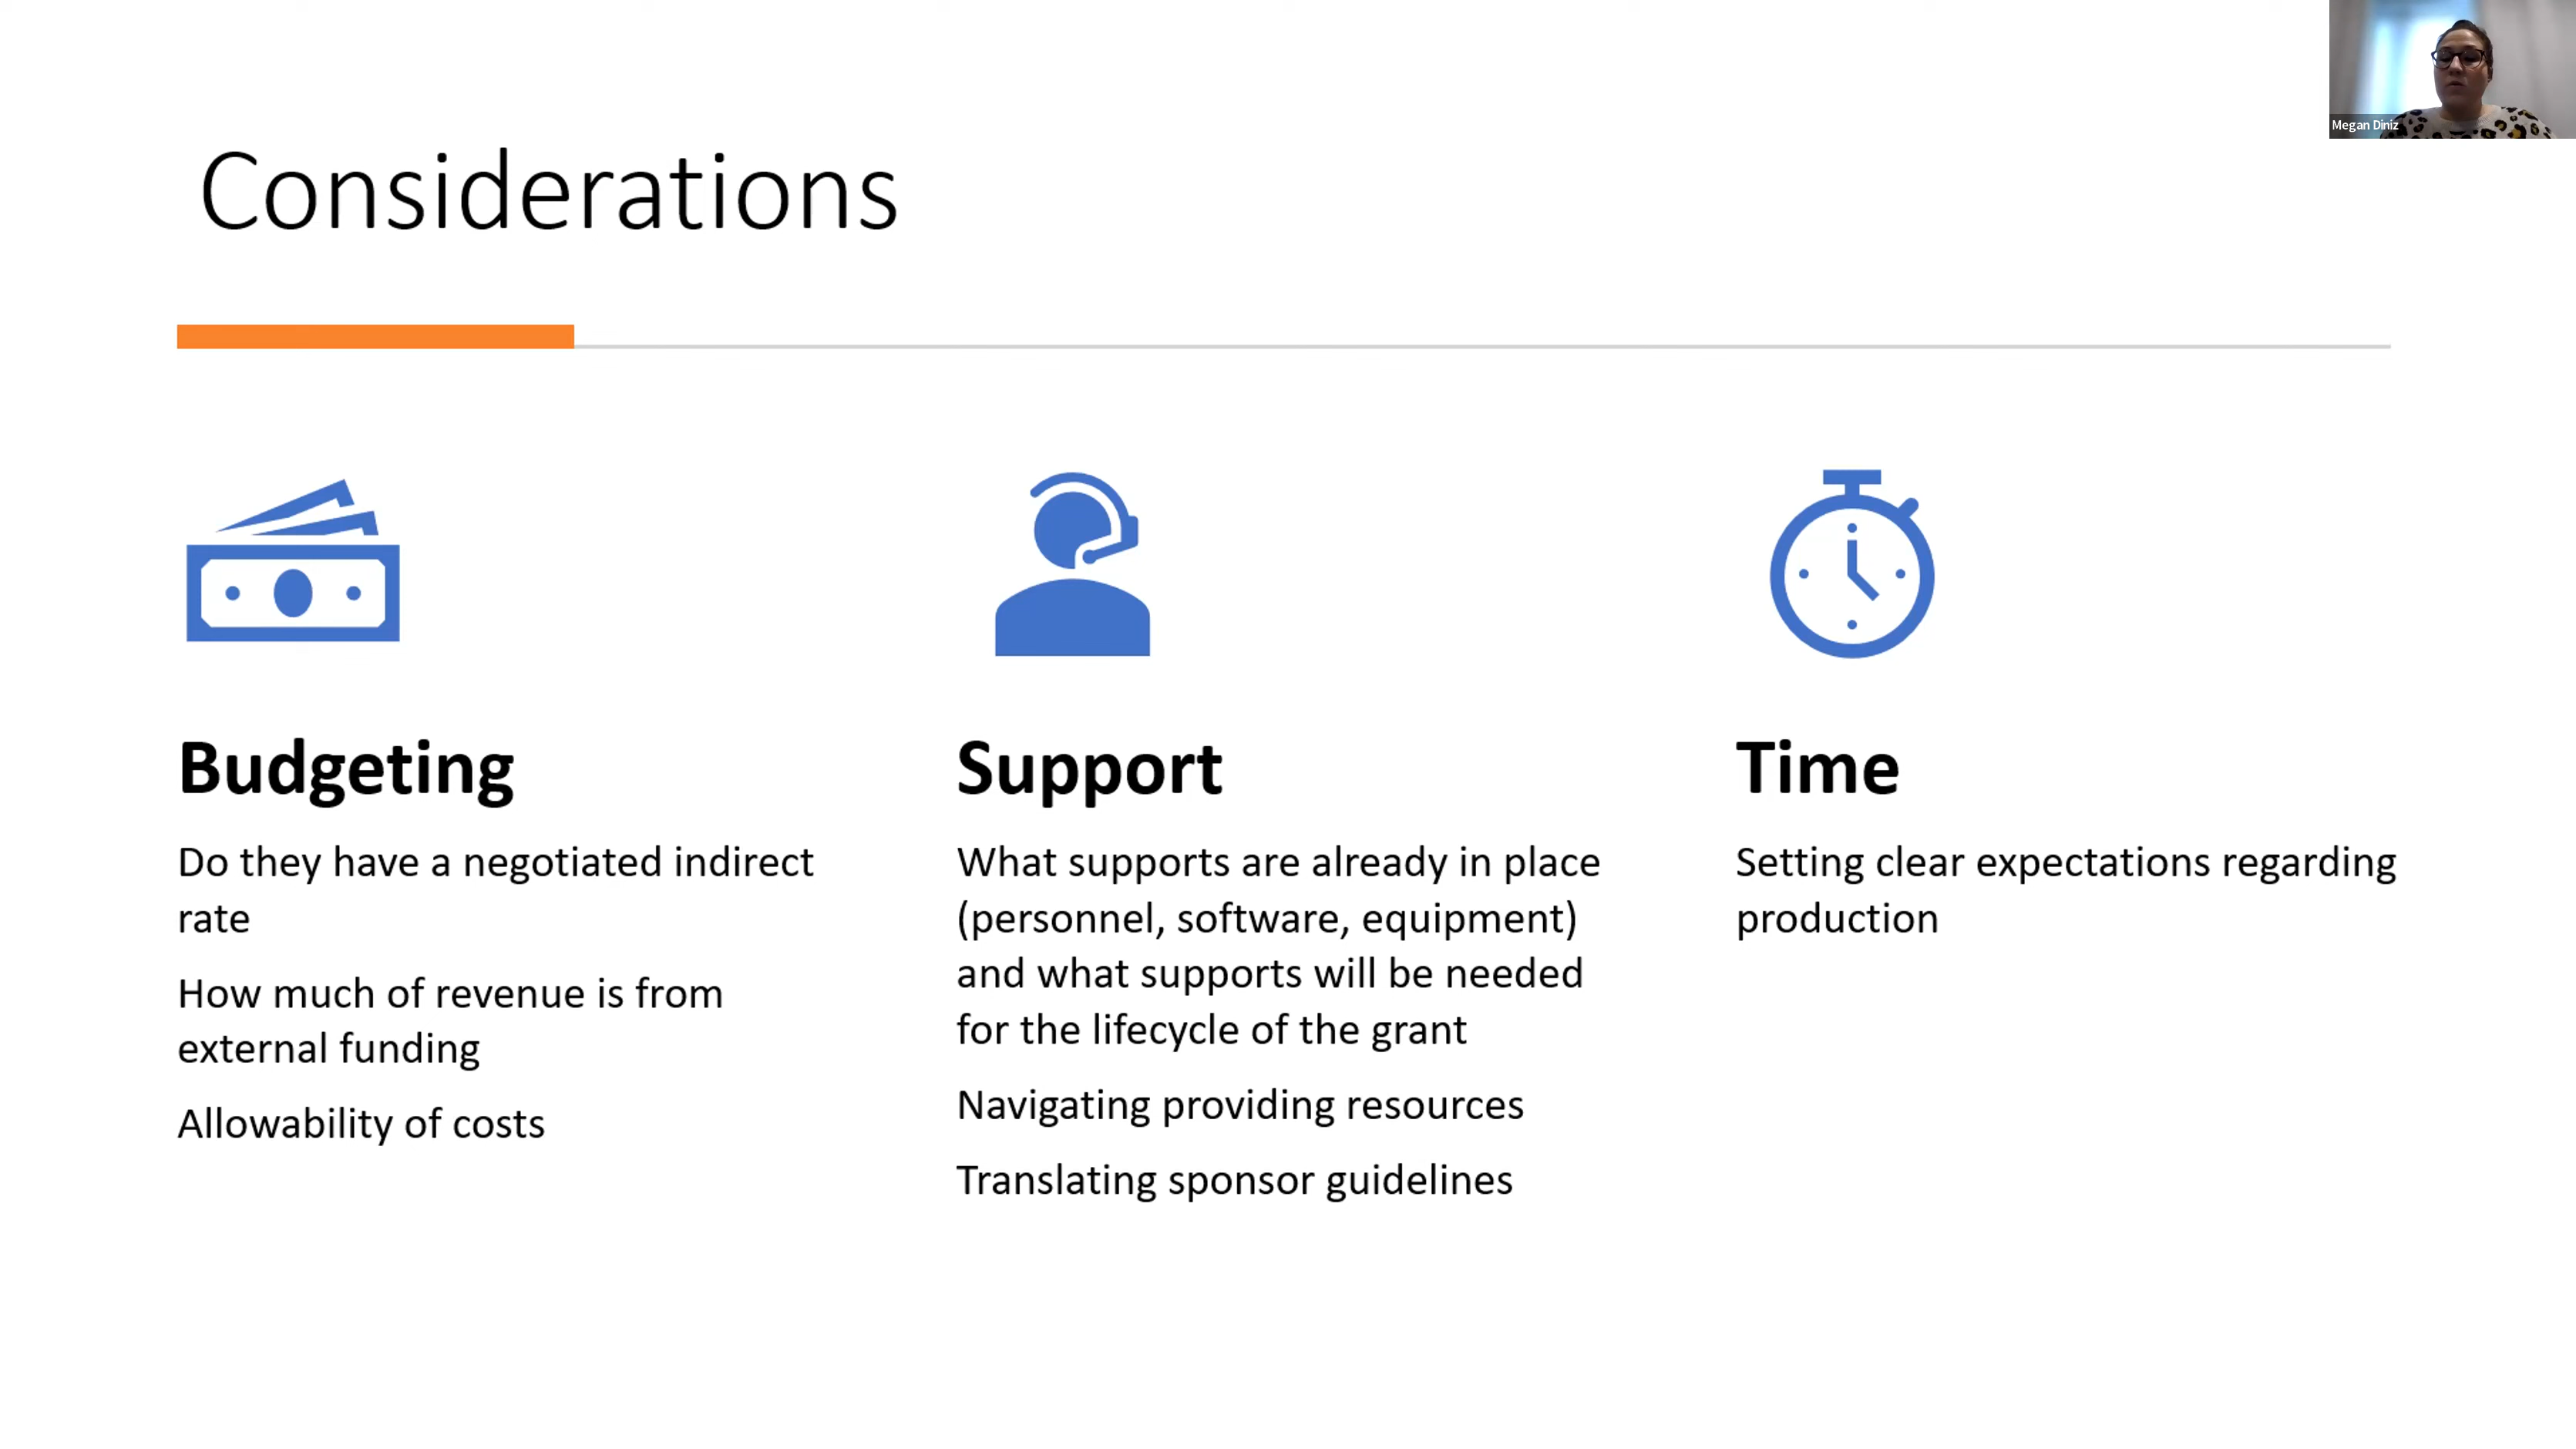 Megan Diniz
Considerations
Budgeting
Do they have a negotiated indirect
rate
How much of revenue is from
external funding
Allowability of costs
Support
What supports are already in place
(personnel, software, equipment)
and what supports will be needed
for the lifecycle of the grant
Navigating providing resources
Translating sponsor guidelines
Time
Setting clear expectations regarding
production